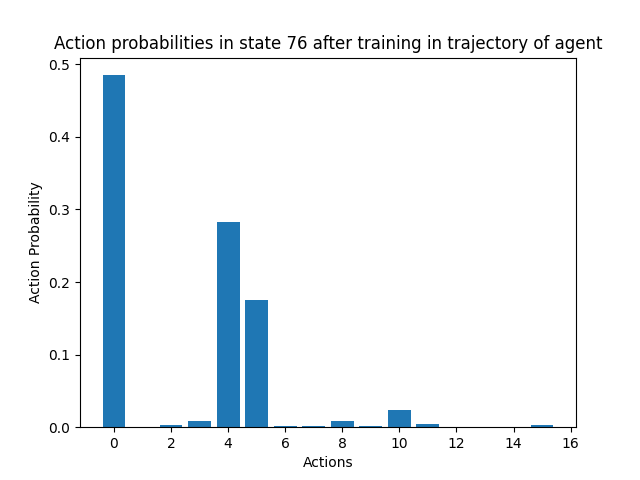 Action probabilities in state 76 after training in trajectory of agent
0.5
0.4
0.3
0.2
0.1
0.0
Action Probability
0 2 4 6 8 10 12 14 16
Actions